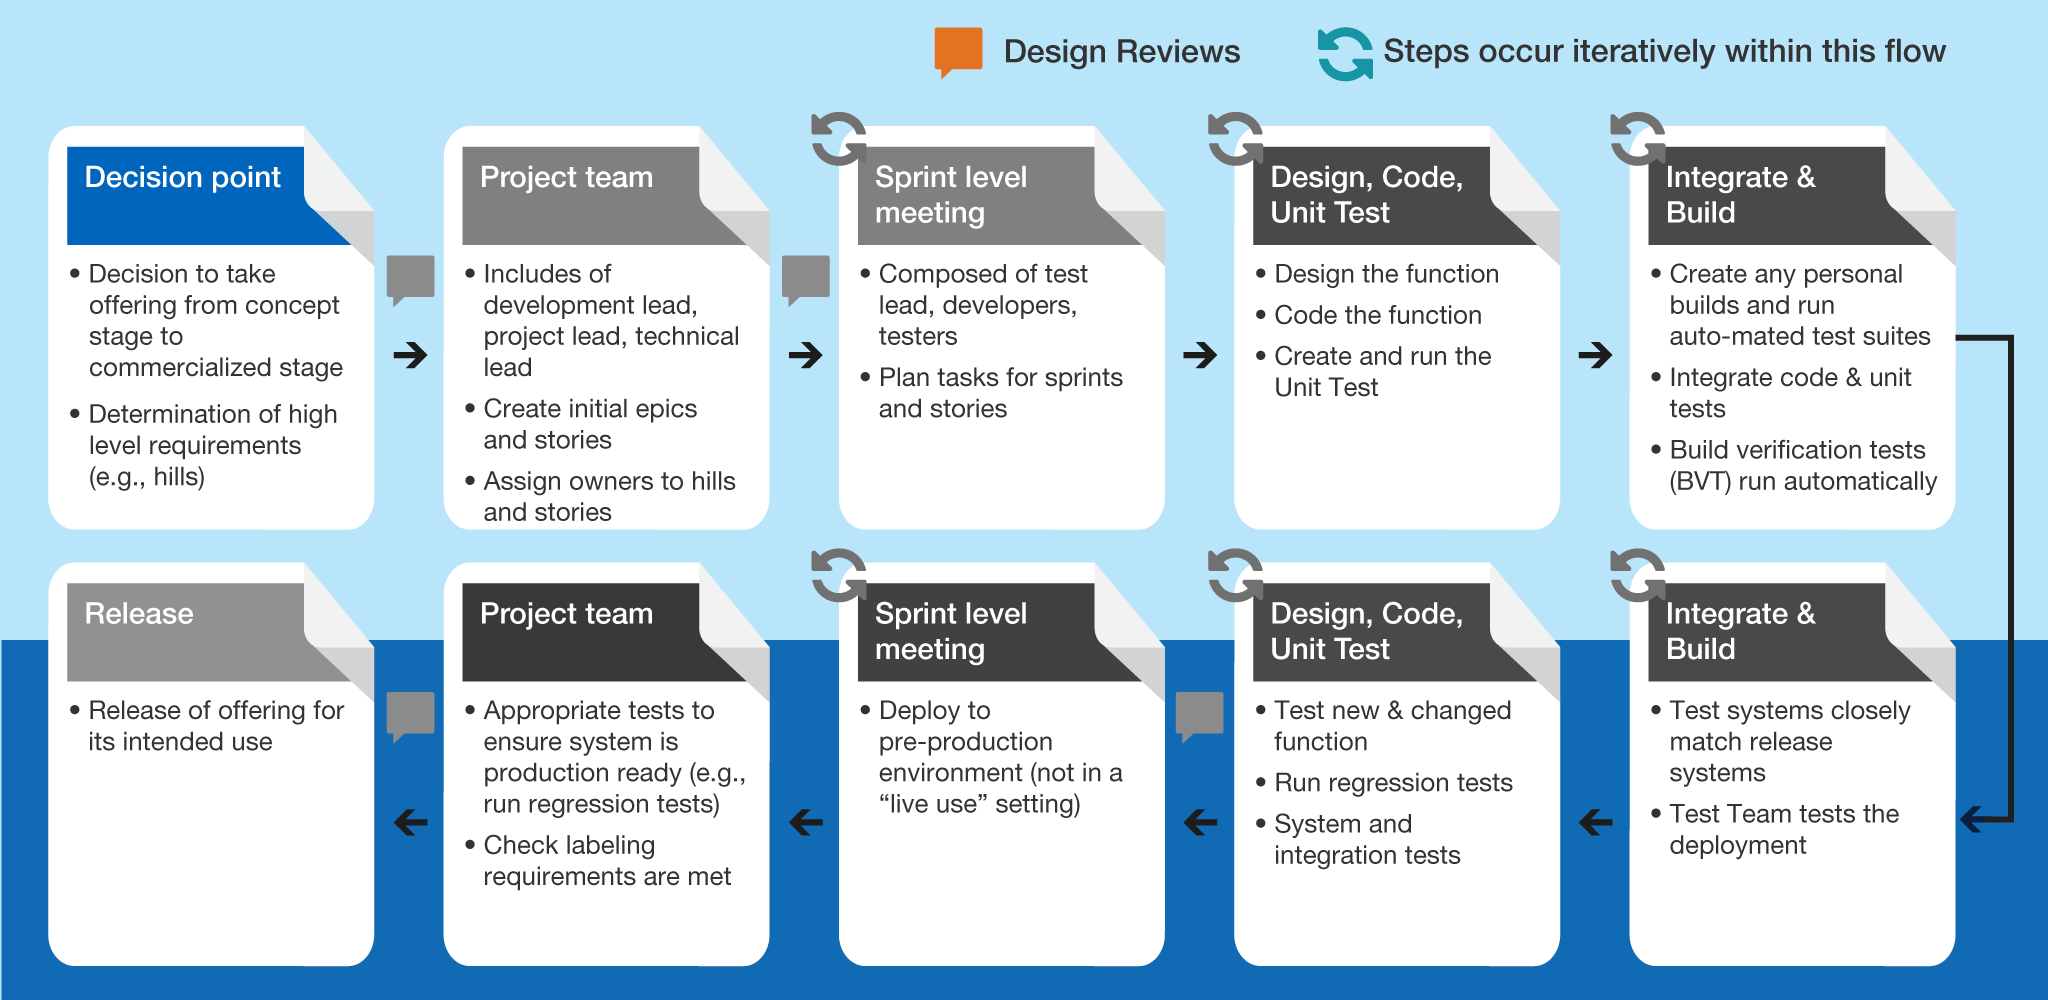 Design Reviews
Steps occur iteratively within this flow
Decision point
• Decision to take
offering from concept
stage to
commercialized stage
• Determination of high
level requirements
(e.g., hills)
Project team
• Includes of
development lead,
project lead, technical
lead
• Create initial epics
and stories
• Assign owners to hills
and stories
Sprint level
meeting
• Composed of test
lead, developers,
testers
• Plan tasks for sprints
and stories
Design, Code,
Unit Test
• Design the function
• Code the function
• Create and run the
Unit Test
Integrate &
Build
• Create any personal
builds and run
auto-mated test suites
• Integrate code & unit
tests
• Build verification tests
(BVT) run automatically
Release
• Release of offering for
its intended use
Project team
• Appropriate tests to
ensure system is
production ready (e.g.,
run regression tests)
• Check labeling
requirements are met
Sprint level
meeting
• Deploy to
pre-production
environment (not in a
“live use” setting)
Design, Code,
Unit Test
• Test new & changed
function
• Run regression tests
• System and
integration tests
Integrate &
Build
• Test systems closely
match release
systems
• Test Team tests the
deployment